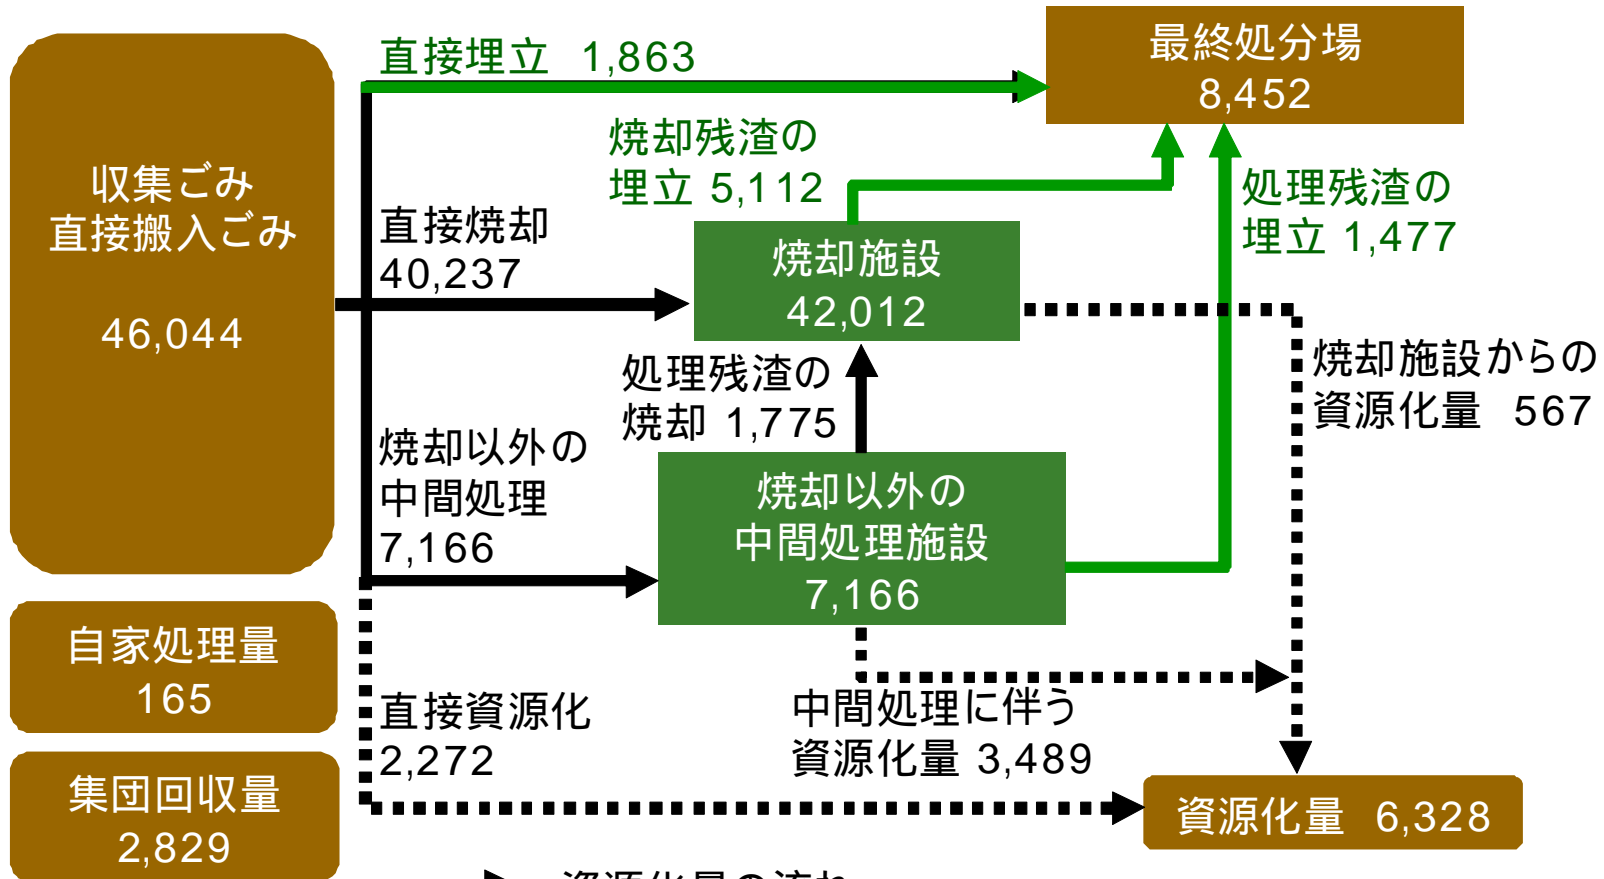 直接埋立 1,863
最終処分場
8,452
焼却残渣の
埋立 5,112
処理残渣の
埋立 1,477
収集ごみ
直接搬入ごみ
46,044
直接焼却
40,237
焼却施設
42,012
焼却施設からの
資源化量 567
処理残渣の
焼却 1,775
焼却以外の
中間処理
7,166
焼却以外の
中間処理施設
7,166
自家処理量
165
直接資源化
2,272
中間処理に伴う
資源化量 3,489
集団回収量
2,829
資源化量 6,328
資源化量の流れ